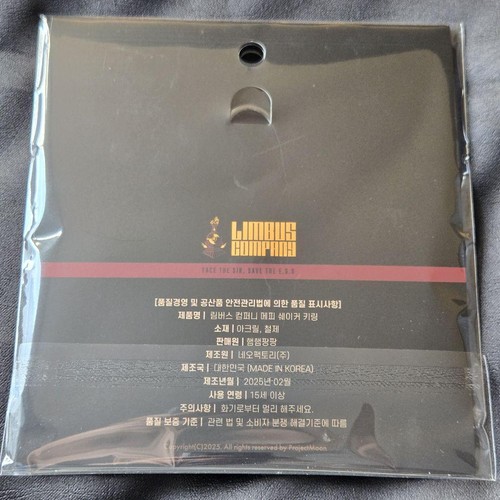 LIMBUS
COMPANY
FACE THE SIN, SAVE THE E.G.O
[품질경영 및 공산품 안전관리법에 의한 품질 표시사항]
제품명 | 림버스 컴퍼니 메피 쉐이커 키링
소재 | 아크릴, 철제
판매원 | 햄햄팡팡
제조원 | 네오팩토리(주)
제조국 | 대한민국 (MADE IN KOREA)
제조년월 | 2025년 02월
사용 연령 | 15세 이상
주의사항 | 화기로부터 멀리 해주세요.
품질 보증 기준 | 관련 법 및 소비자 분쟁 해결기준에 따름
Copyright(C)2023. All rights reserved by ProjectMoon